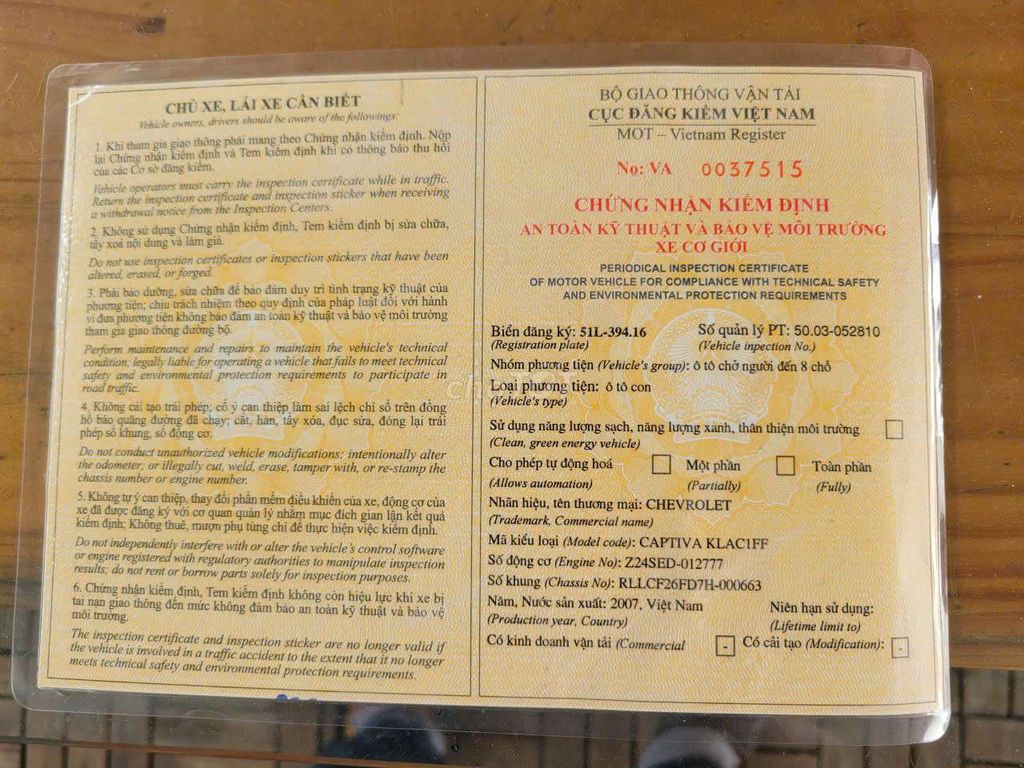 CHỦ XE, LÁI XE CẦN BIẾT
Vehicle owners, drivers should be aware of the followings:
1. Khi tham gia giao thông phải mang theo Chứng nhận kiểm định. Nộp
lại Chứng nhận kiểm định và Tem kiểm định khi có thông báo thu hồi
của các Cơ sở đăng kiểm.
Vehicle operators must carry the inspection certificate while in traffic.
Return the inspection certificate and inspection sticker when receiving
a withdrawal notice from the Inspection Centers.
2. Không sử dụng Chứng nhận kiểm định, Tem kiểm định bị sửa chữa,
tẩy xoá nội dung và làm giả.
Do not use inspection certificates or inspection stickers that have been
altered, erased, or forged.
3. Phải bảo dưỡng, sửa chữa để bảo đảm duy trì tình trạng kỹ thuật của
phương tiện; chịu trách nhiệm theo quy định của pháp luật đối với hành
vi đưa phương tiện không bảo đảm an toàn kỹ thuật và bảo vệ môi trường
tham gia giao thông đường bộ.
Perform maintenance and repairs to maintain the vehicle's technical
condition, legally liable for operating a vehicle that fails to meet technical
safety and environmental protection requirements to participate in
road traffic.
4. Không cải tạo trái phép; cố ý can thiệp làm sai lệch chỉ số trên đồng
hồ báo quãng đường đã chạy; cắt, hàn, tẩy xóa, đục sửa, đóng lại trái
phép số khung, số động cơ.
Do not conduct unauthorized vehicle modifications; intentionally alter
the odometer; or illegally cut, weld, erase, tamper with, or re-stamp the
chassis number or engine number.
5. Không tự ý can thiệp, thay đổi phần mềm điều khiển của xe, động cơ của
xe đã được đăng ký với cơ quan quản lý nhằm mục đích gian lận kết quả
kiểm định; Không thuê, mượn phụ tùng chỉ để thực hiện việc kiểm định.
Do not independently interfere with or alter the vehicle's control software
or engine registered with regulatory authorities to manipulate inspection
results; do not rent or borrow parts solely for inspection purposes.
6. Chứng nhận kiểm định, Tem kiểm định không còn hiệu lực khi xe bị
tai nạn giao thông đến mức không đảm bảo an toàn kỹ thuật và bảo vệ
môi trường.
The inspection certificate and inspection sticker are no longer valid if
the vehicle is involved in a traffic accident to the extent that it no longer
meets technical safety and environmental protection requirements.
BỘ GIAO THÔNG VẬN TẢI
CỤC ĐĂNG KIỂM VIỆT NAM
MOT – Vietnam Register
No: VA 0037515
CHỨNG NHẬN KIỂM ĐỊNH
AN TOÀN KỸ THUẬT VÀ BẢO VỆ MÔI TRƯỜNG
XE CƠ GIỚI
PERIODICAL INSPECTION CERTIFICATE
OF MOTOR VEHICLE FOR COMPLIANCE WITH TECHNICAL SAFETY
AND ENVIRONMENTAL PROTECTION REQUIREMENTS
Biển đăng ký: 51L-394.16 Số quản lý PT: 50.03-052810
(Registration plate) (Vehicle inpection No.)
Nhóm phương tiện (Vehicle's group): ô tô chở người đến 8 chỗ
Loại phương tiện: ô tô con
(Vehicle's type)
Sử dụng năng lượng sạch, năng lượng xanh, thân thiện môi trường
(Clean, green energy vehicle)
Cho phép tự động hoá Một phần Toàn phần
(Allows automation) (Partially) (Fully)
Nhãn hiệu, tên thương mại: CHEVROLET
(Trademark, Commercial name)
Mã kiểu loại (Model code): CAPTIVA KLAC1FF
Số động cơ (Engine No): Z24SED-012777
Số khung (Chassis No): RLLCF26FD7H-000663
Năm, Nước sản xuất: 2007, Việt Nam Niên hạn sử dụng:
(Production year, Country) (Lifetime limit to)
Có kinh doanh vận tải (Commercial - Có cải tạo (Modification): -